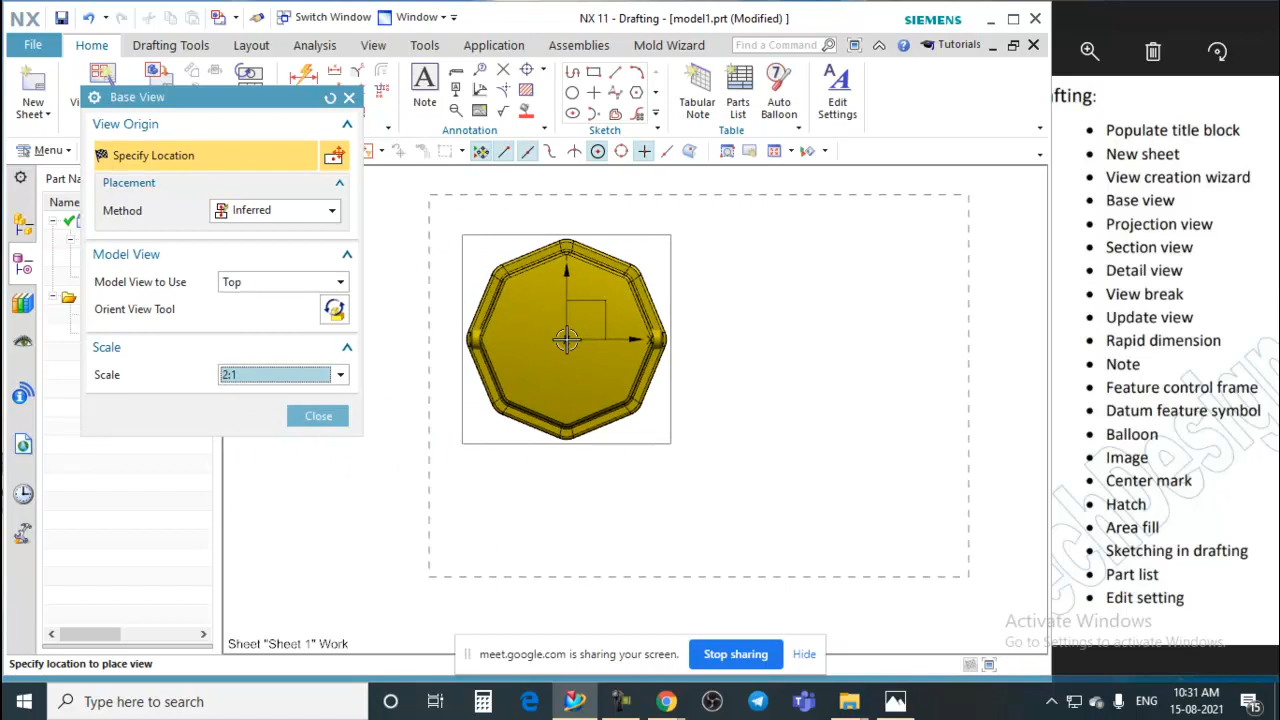 NX
Switch Window
Window
NX 11 - Drafting - [model1.prt (Modified) ]
SIEMENS
File
Home
Drafting Tools
Layout
Analysis
View
Tools
Application
Assemblies
Mold Wizard
Find a Command
Tutorials
New
Sheet
Note
Annotation
Sketch
Tabular
Note
Parts
List
Auto
Balloon
Table
Edit
Settings
Menu
Base View
View Origin
Specify Location
Placement
Method
Inferred
Model View
Model View to Use
Top
Orient View Tool
Scale
Scale
2:1
Close
Part Na
Name
Sheet "Sheet 1" Work
Specify location to place view
meet.google.com is sharing your screen.
Stop sharing
Hide
fting:
Populate title block
New sheet
View creation wizard
Base view
Projection view
Section view
Detail view
View break
Update view
Rapid dimension
Note
Feature control frame
Datum feature symbol
Balloon
Image
Center mark
Hatch
Area fill
Sketching in drafting
Part list
Edit setting
Activate Windows
Go to Settings to activate Windows.
Type here to search
ENG
10:31 AM
15-08-2021
15